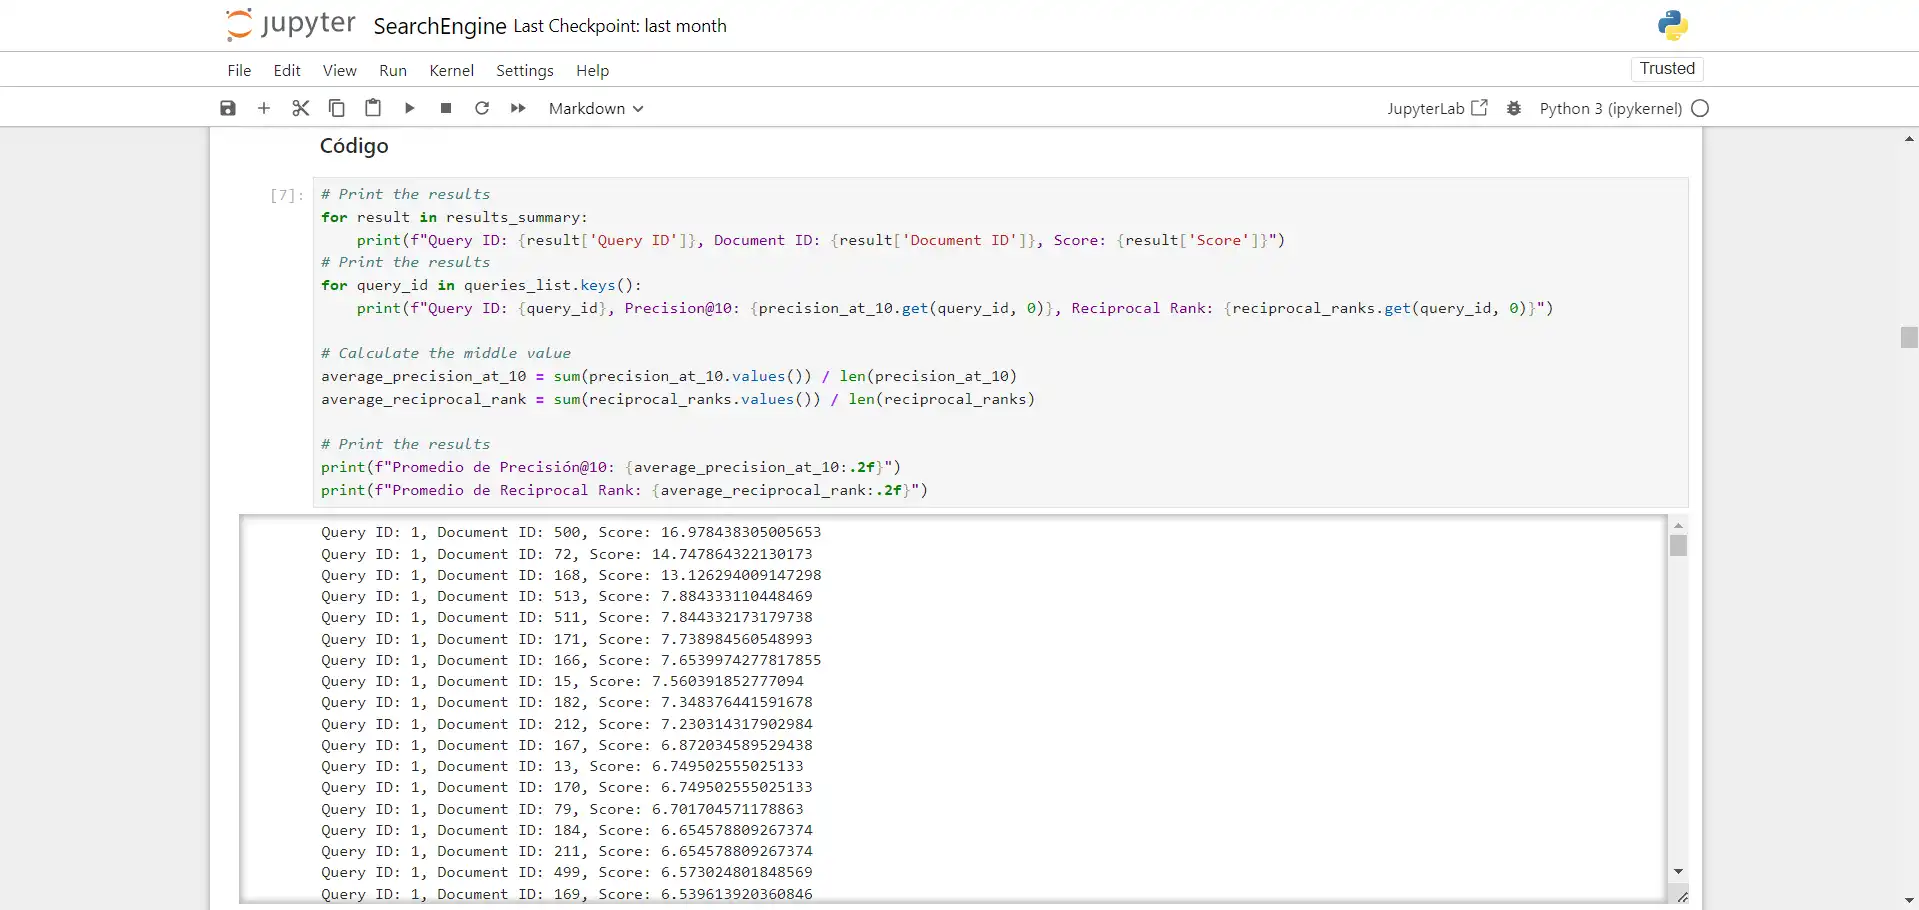 jupyter SearchEngine Last Checkpoint: last month
File Edit View Run Kernel Settings Help
Trusted
Markdown
JupyterLab
Python 3 (ipykernel)
Código
[7]:
# Print the results
for result in results_summary:
    print(f"Query ID: {result['Query ID']}, Document ID: {result['Document ID']}, Score: {result['Score']}")
# Print the results
for query_id in queries_list.keys():
    print(f"Query ID: {query_id}, Precision@10: {precision_at_10.get(query_id, 0)}, Reciprocal Rank: {reciprocal_ranks.get(query_id, 0)}")
# Calculate the middle value
average_precision_at_10 = sum(precision_at_10.values()) / len(precision_at_10)
average_reciprocal_rank = sum(reciprocal_ranks.values()) / len(reciprocal_ranks)
# Print the results
print(f"Promedio de Precisión@10: {average_precision_at_10:.2f}")
print(f"Promedio de Reciprocal Rank: {average_reciprocal_rank:.2f}")
Query ID: 1, Document ID: 500, Score: 16.978438305005653
Query ID: 1, Document ID: 72, Score: 14.747864322130173
Query ID: 1, Document ID: 168, Score: 13.126294009147298
Query ID: 1, Document ID: 513, Score: 7.884333110448469
Query ID: 1, Document ID: 511, Score: 7.844332173179738
Query ID: 1, Document ID: 171, Score: 7.738984560548993
Query ID: 1, Document ID: 166, Score: 7.6539974277817855
Query ID: 1, Document ID: 15, Score: 7.560391852777094
Query ID: 1, Document ID: 182, Score: 7.348376441591678
Query ID: 1, Document ID: 212, Score: 7.230314317902984
Query ID: 1, Document ID: 167, Score: 6.872034589529438
Query ID: 1, Document ID: 13, Score: 6.749502555025133
Query ID: 1, Document ID: 170, Score: 6.749502555025133
Query ID: 1, Document ID: 79, Score: 6.701704571178863
Query ID: 1, Document ID: 184, Score: 6.654578809267374
Query ID: 1, Document ID: 211, Score: 6.654578809267374
Query ID: 1, Document ID: 499, Score: 6.573024801848569
Query ID: 1, Document ID: 169, Score: 6.539613920360846